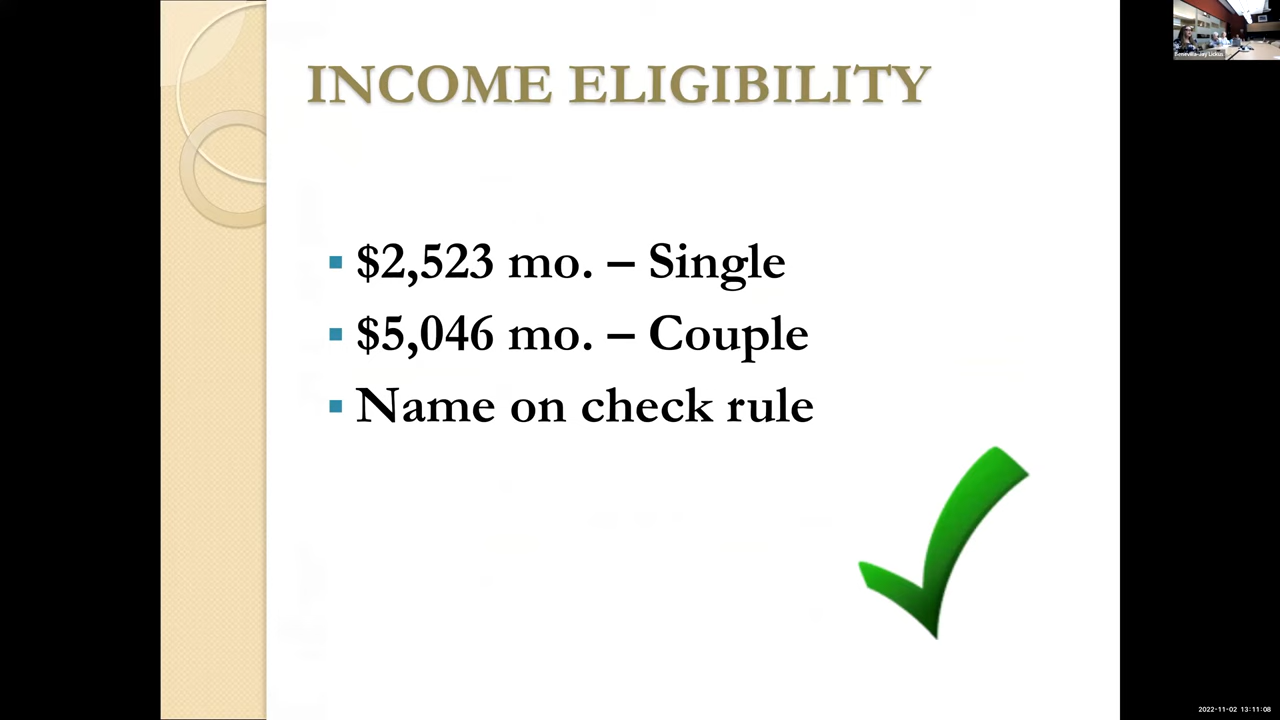 INCOME ELIGIBILITY
$2,523 mo. – Single
$5,046 mo. – Couple
Name on check rule
2022-11-02 13:11:08